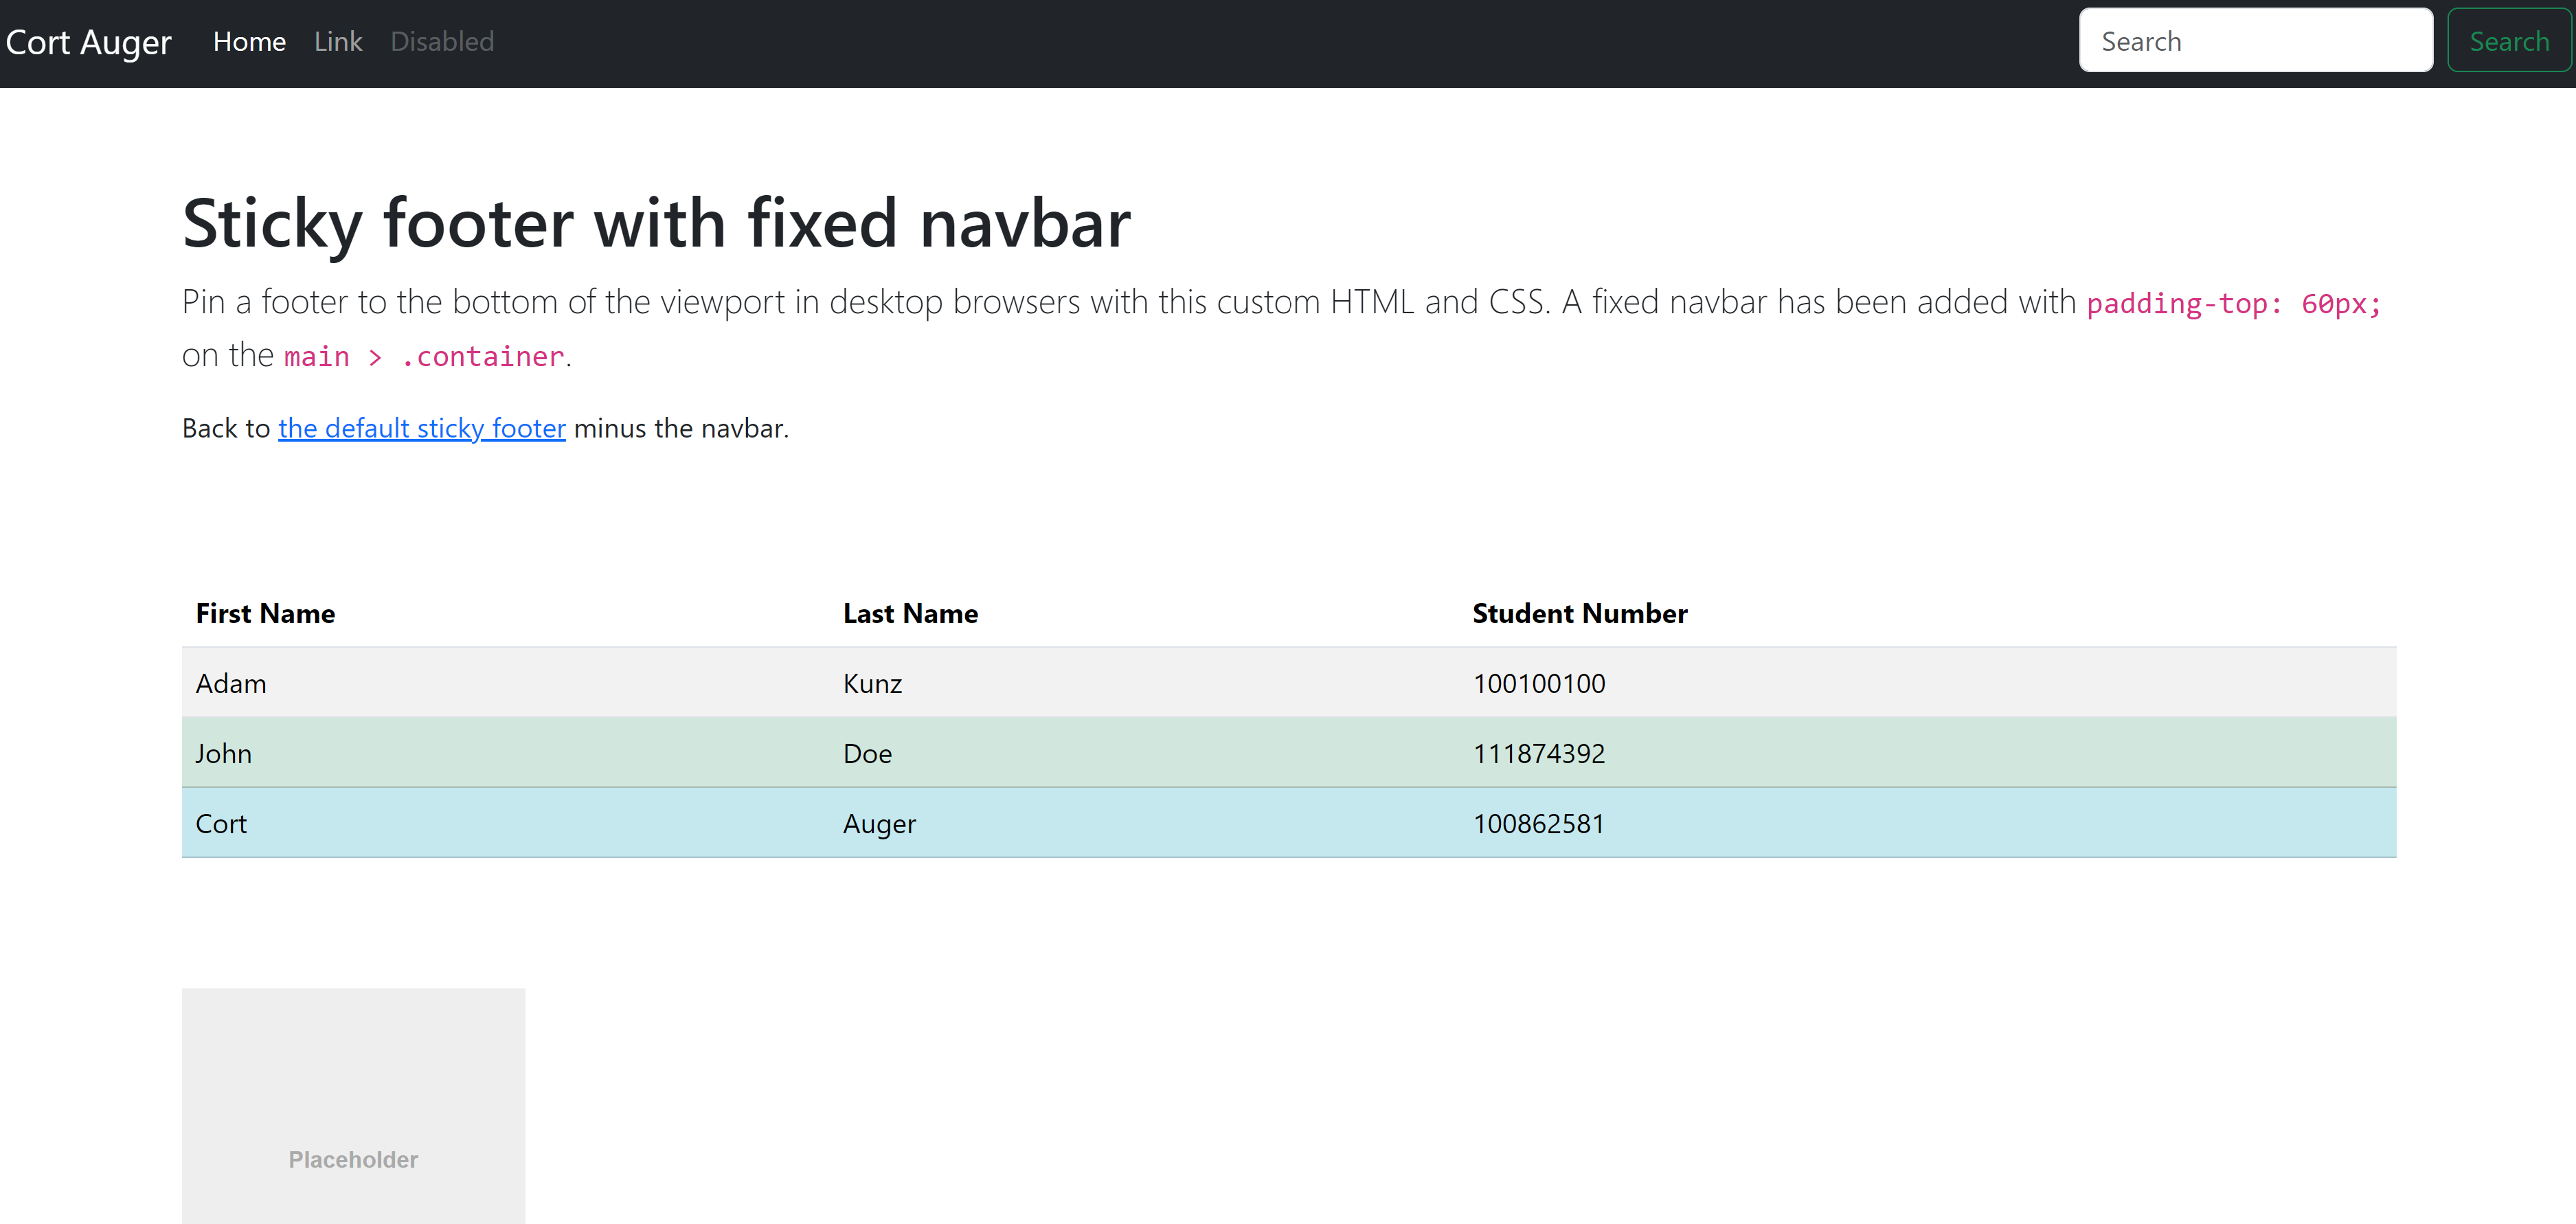 Cort Auger Home Link Disabled Search Search
Sticky footer with fixed navbar
Pin a footer to the bottom of the viewport in desktop browsers with this custom HTML and CSS. A fixed navbar has been added with padding-top: 60px;
on the main > .container.
Back to the default sticky footer minus the navbar.
First Name Last Name Student Number
Adam Kunz 100100100
John Doe 111874392
Cort Auger 100862581
Placeholder